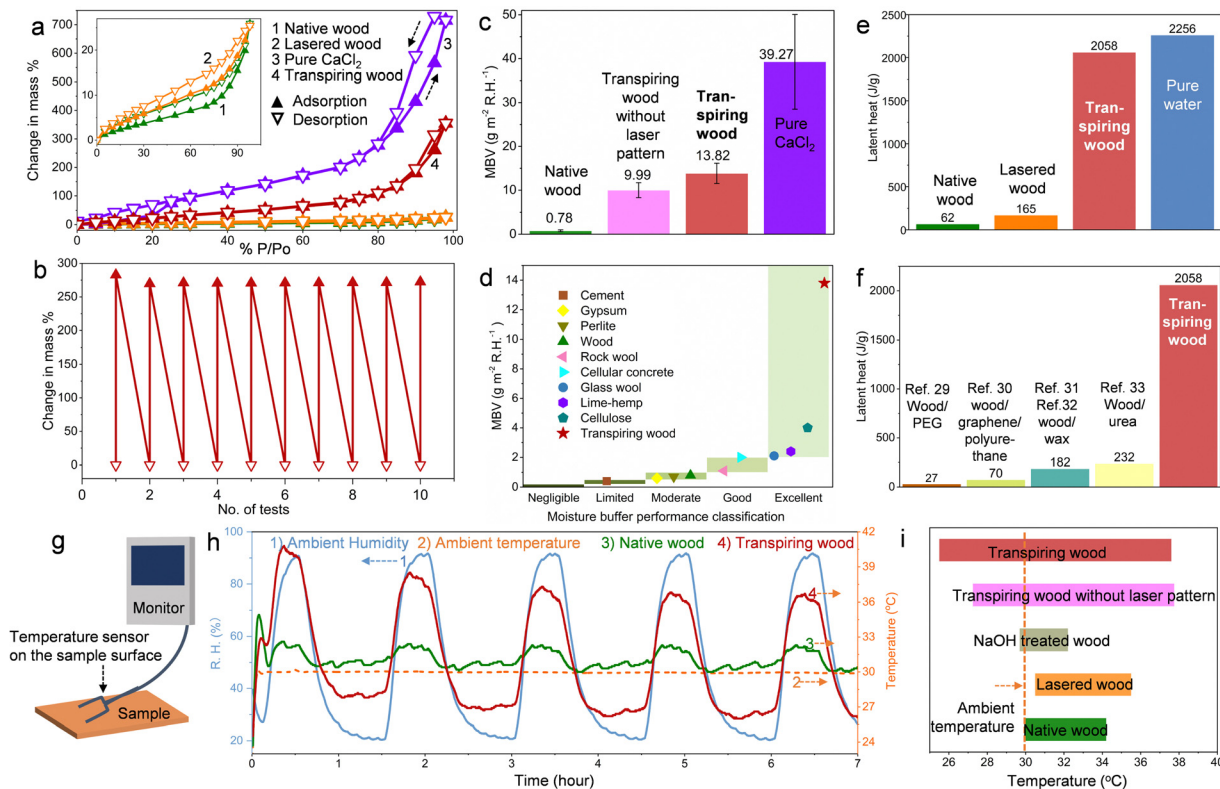 a
1 Native wood
2 Lasered wood
3 Pure CaCl2
4 Transpiring wood
Adsorption
Desorption
Change in mass %
700
600
500
400
300
200
100
0
0 20 40 60 80 100
% P/Po
20
10
0
0 30 60 90
1
2
3
4
b
Change in mass %
300
250
200
150
100
50
0
0 2 4 6 8 10
No. of tests
c
MBV (g m-2 R.H.-1)
50
40
30
20
10
0
Native
wood
0.78
Transpiring
wood
without
laser
pattern
9.99
Tran-
spiring
wood
13.82
39.27
Pure
CaCl2
d
MBV (g m-2 R.H.-1)
14
12
10
8
6
4
2
0
Cement
Gypsum
Perlite
Wood
Rock wool
Cellular concrete
Glass wool
Lime-hemp
Cellulose
Transpiring wood
Negligible Limited Moderate Good Excellent
Moisture buffer performance classification
e
Latent heat (J/g)
2500
2000
1500
1000
500
0
Native
wood
62
Lasered
wood
165
2058
Tran-
spiring
wood
2256
Pure
water
f
Latent heat (J/g)
2000
1500
1000
500
0
Ref. 29
Wood/
PEG
27
Ref. 30
wood/
graphene/
polyure-
thane
70
Ref. 31
Ref.32
wood/
wax
182
Ref. 33
Wood/
urea
232
2058
Tran-
spiring
wood
g
Monitor
Temperature sensor
on the sample surface
Sample
h
1) Ambient Humidity 2) Ambient temperature 3) Native wood 4) Transpiring wood
R. H. (%)
100
80
60
40
20
1
4
3
2
42
39
36
33
30
27
24
Temperature (oC)
0 1 2 3 4 5 6 7
Time (hour)
i
Transpiring wood
Transpiring wood without laser pattern
NaOH treated wood
Lasered wood
Ambient
temperature
Native wood
26 28 30 32 34 36 38 40
Temperature (oC)